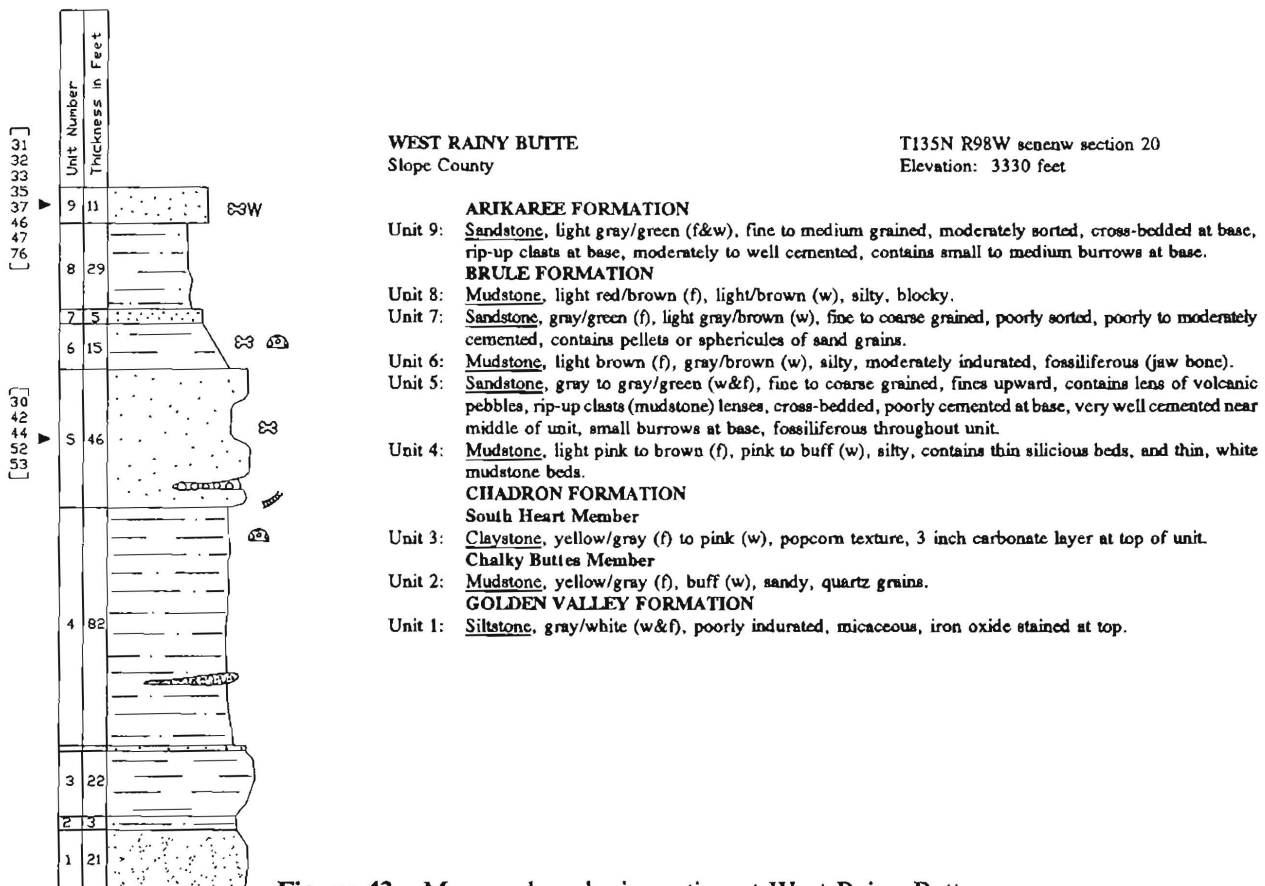 Unit Number
Thickness in Feet
31
32
33
35
37
46
47
76
9 11
W
8 29
7 5
6 15
39
42
44
52
53
5 46
4 82
3 22
2 3
1 21
WEST RAINY BUTTE
Slope County
T135N R98W senenw section 20
Elevation: 3330 feet
ARIKAREE FORMATION
Unit 9: Sandstone, light gray/green (f&w), fine to medium grained, moderately sorted, cross-bedded at base,
rip-up clasts at base, moderately to well cemented, contains small to medium burrows at base.
BRULE FORMATION
Unit 8: Mudstone, light red/brown (f), light/brown (w), silty, blocky.
Unit 7: Sandstone, gray/green (f), light gray/brown (w), fine to coarse grained, poorly sorted, poorly to moderately
cemented, contains pellets or sphericules of sand grains.
Unit 6: Mudstone, light brown (f), gray/brown (w), silty, moderately indurated, fossiliferous (jaw bone).
Unit 5: Sandstone, gray to gray/green (w&f), fine to coarse grained, fines upward, contains lens of volcanic
pebbles, rip-up clasts (mudstone) lenses, cross-bedded, poorly cemented at base, very well cemented near
middle of unit, small burrows at base, fossiliferous throughout unit.
Unit 4: Mudstone, light pink to brown (f), pink to buff (w), silty, contains thin silicious beds, and thin, white
mudstone beds.
CHADRON FORMATION
South Heart Member
Unit 3: Claystone, yellow/gray (f) to pink (w), popcorn texture, 3 inch carbonate layer at top of unit.
Chalky Buttes Member
Unit 2: Mudstone, yellow/gray (f), buff (w), sandy, quartz grains.
GOLDEN VALLEY FORMATION
Unit 1: Siltstone, gray/white (w&f), poorly indurated, micaceous, iron oxide stained at top.